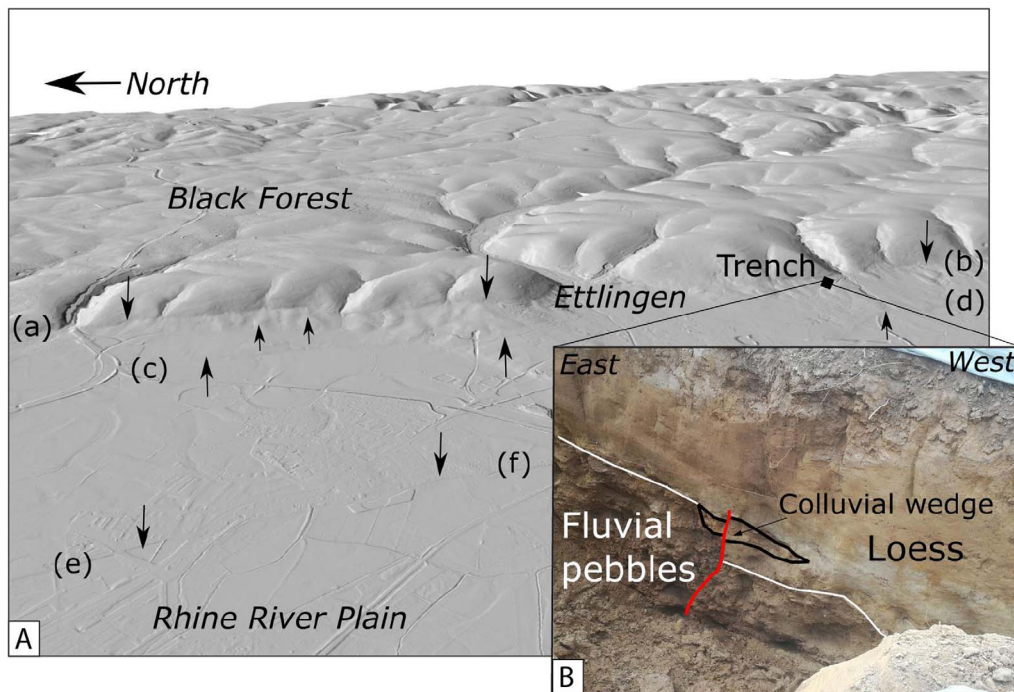 North
Black Forest
Trench
(b)
Ettlingen
(d)
(a)
(c)
East
West
(f)
Colluvial wedge
Fluvial
pebbles
Loess
(e)
Rhine River Plain
A
B